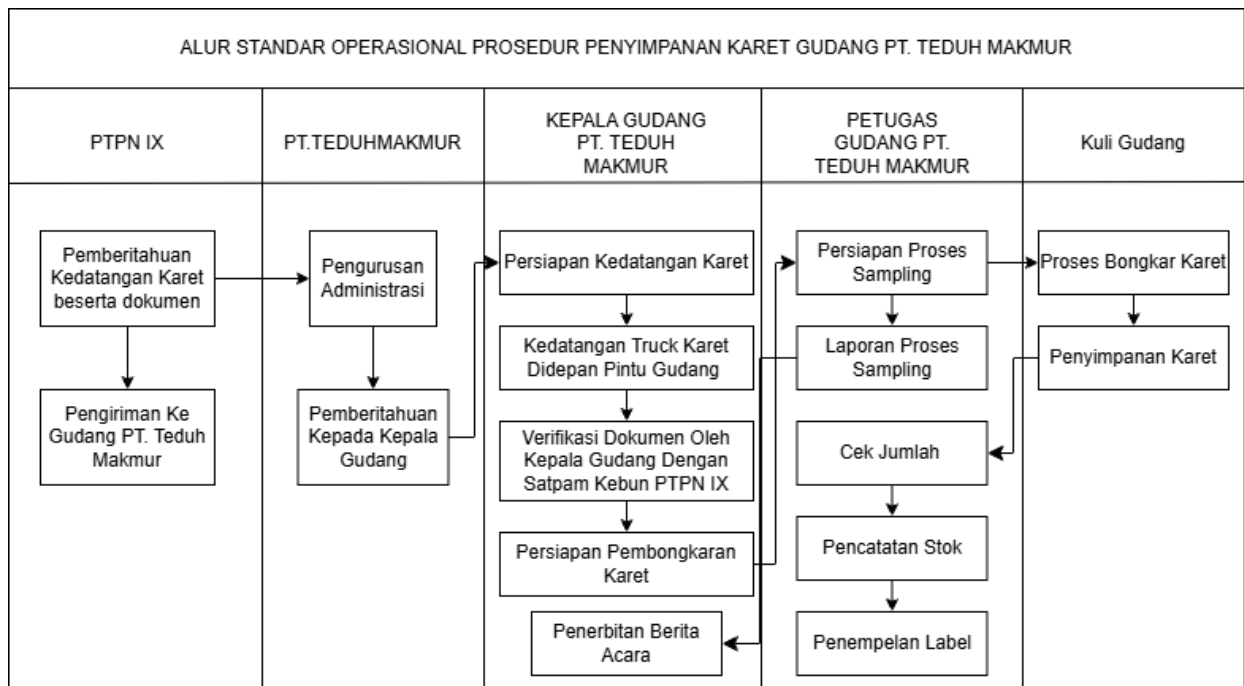 ALUR STANDAR OPERASIONAL PROSEDUR PENYIMPANAN KARET GUDANG PT. TEDUH MAKMUR
PTPN IX
PT.TEDUHMAKMUR
KEPALA GUDANG
PT. TEDUH
MAKMUR
PETUGAS
GUDANG PT.
TEDUH MAKMUR
Kuli Gudang
Pemberitahuan
Kedatangan Karet
beserta dokumen
Pengiriman Ke
Gudang PT. Teduh
Makmur
Pengurusan
Administrasi
Pemberitahuan
Kepada Kepala
Gudang
Persiapan Kedatangan Karet
Kedatangan Truck Karet
Didepan Pintu Gudang
Verifikasi Dokumen Oleh
Kepala Gudang Dengan
Satpam Kebun PTPN IX
Persiapan Pembongkaran
Karet
Penerbitan Berita
Acara
Persiapan Proses
Sampling
Laporan Proses
Sampling
Cek Jumlah
Pencatatan Stok
Penempelan Label
Proses Bongkar Karet
Penyimpanan Karet